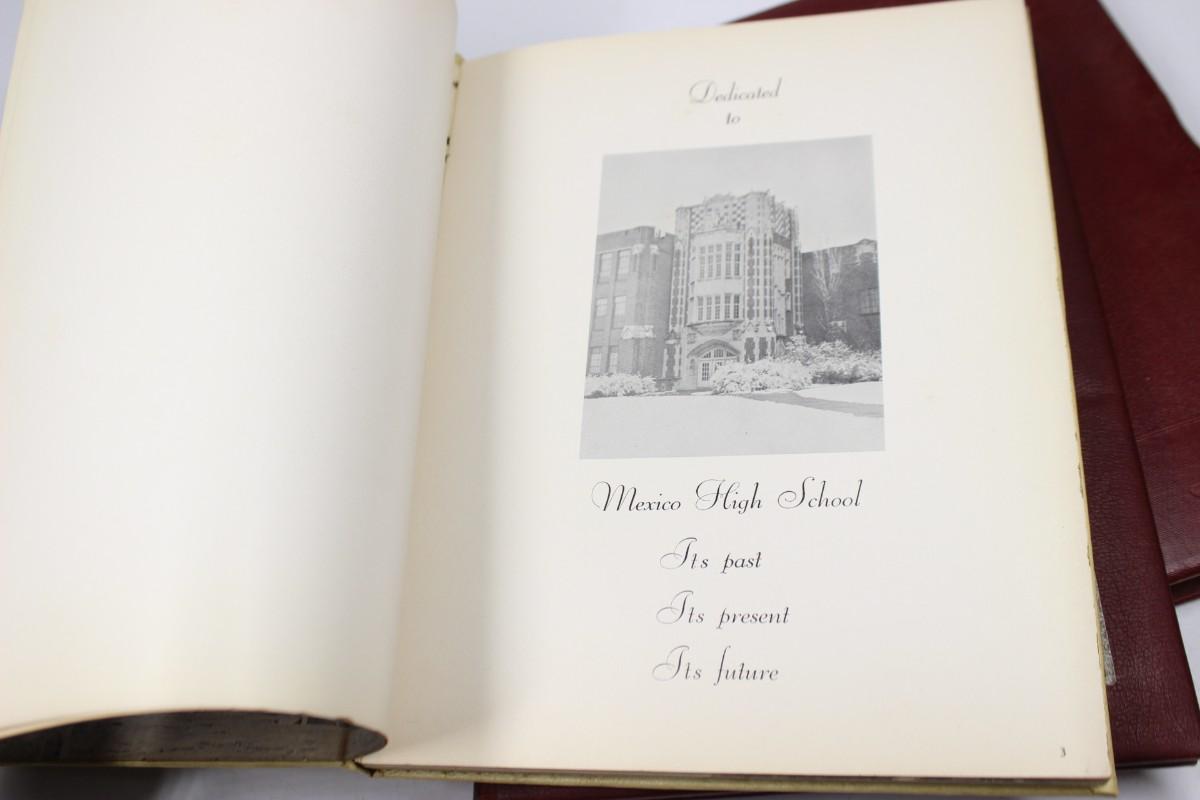 Dedicated
to
Mexico High School
Its past
Its present
Its future
3